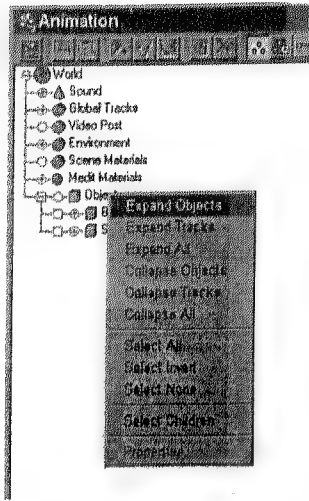 Animation
World
Sound
Global Tracks
Video Post
Environment
Scene Materials
Medit Materials
Object
B
S
Expand Objects
Expand Tracks
Expand All
Collapse Objects
Collapse Tracks
Collapse All
Select All
Select Invert
Select None
Select Children
Properties